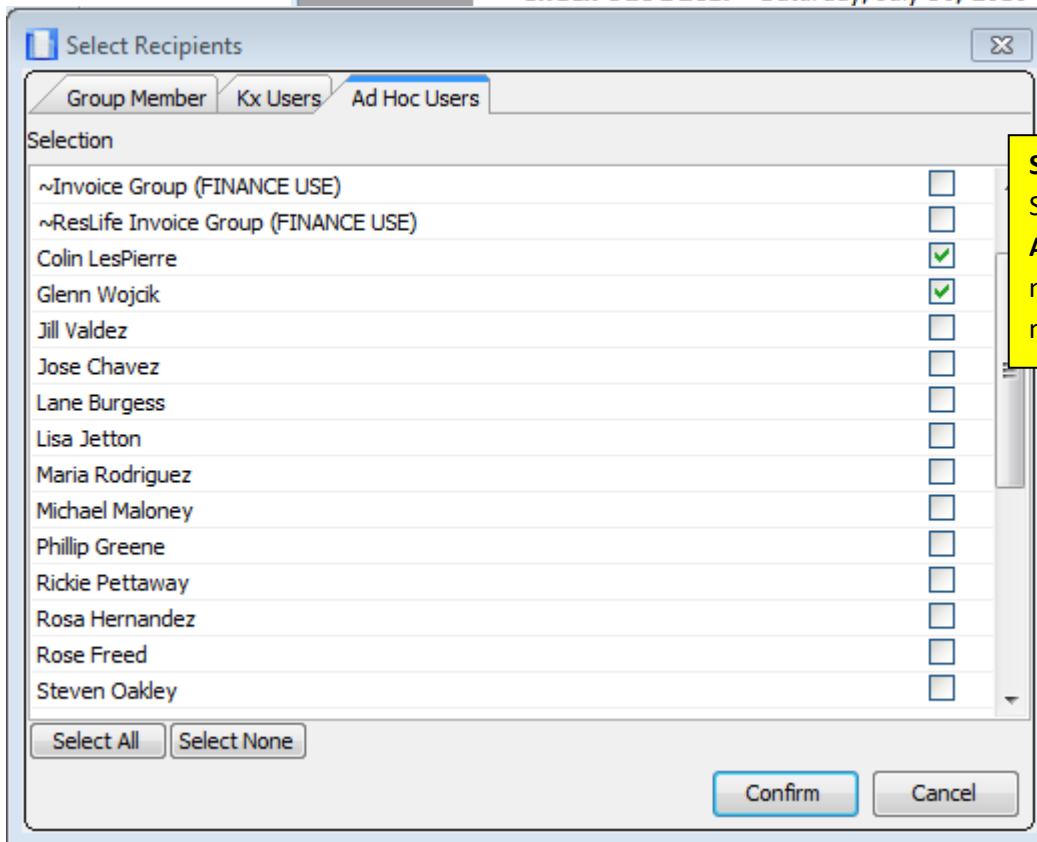 Select Recipients
Group Member Kx Users Ad Hoc Users
Selection
~Invoice Group (FINANCE USE)
~ResLife Invoice Group (FINANCE USE)
Colin LesPierre
Glenn Wojcik
Jill Valdez
Jose Chavez
Lane Burgess
Lisa Jetton
Maria Rodriguez
Michael Maloney
Phillip Greene
Rickie Pettaway
Rosa Hernandez
Rose Freed
Steven Oakley
Select All Select None
Confirm Cancel